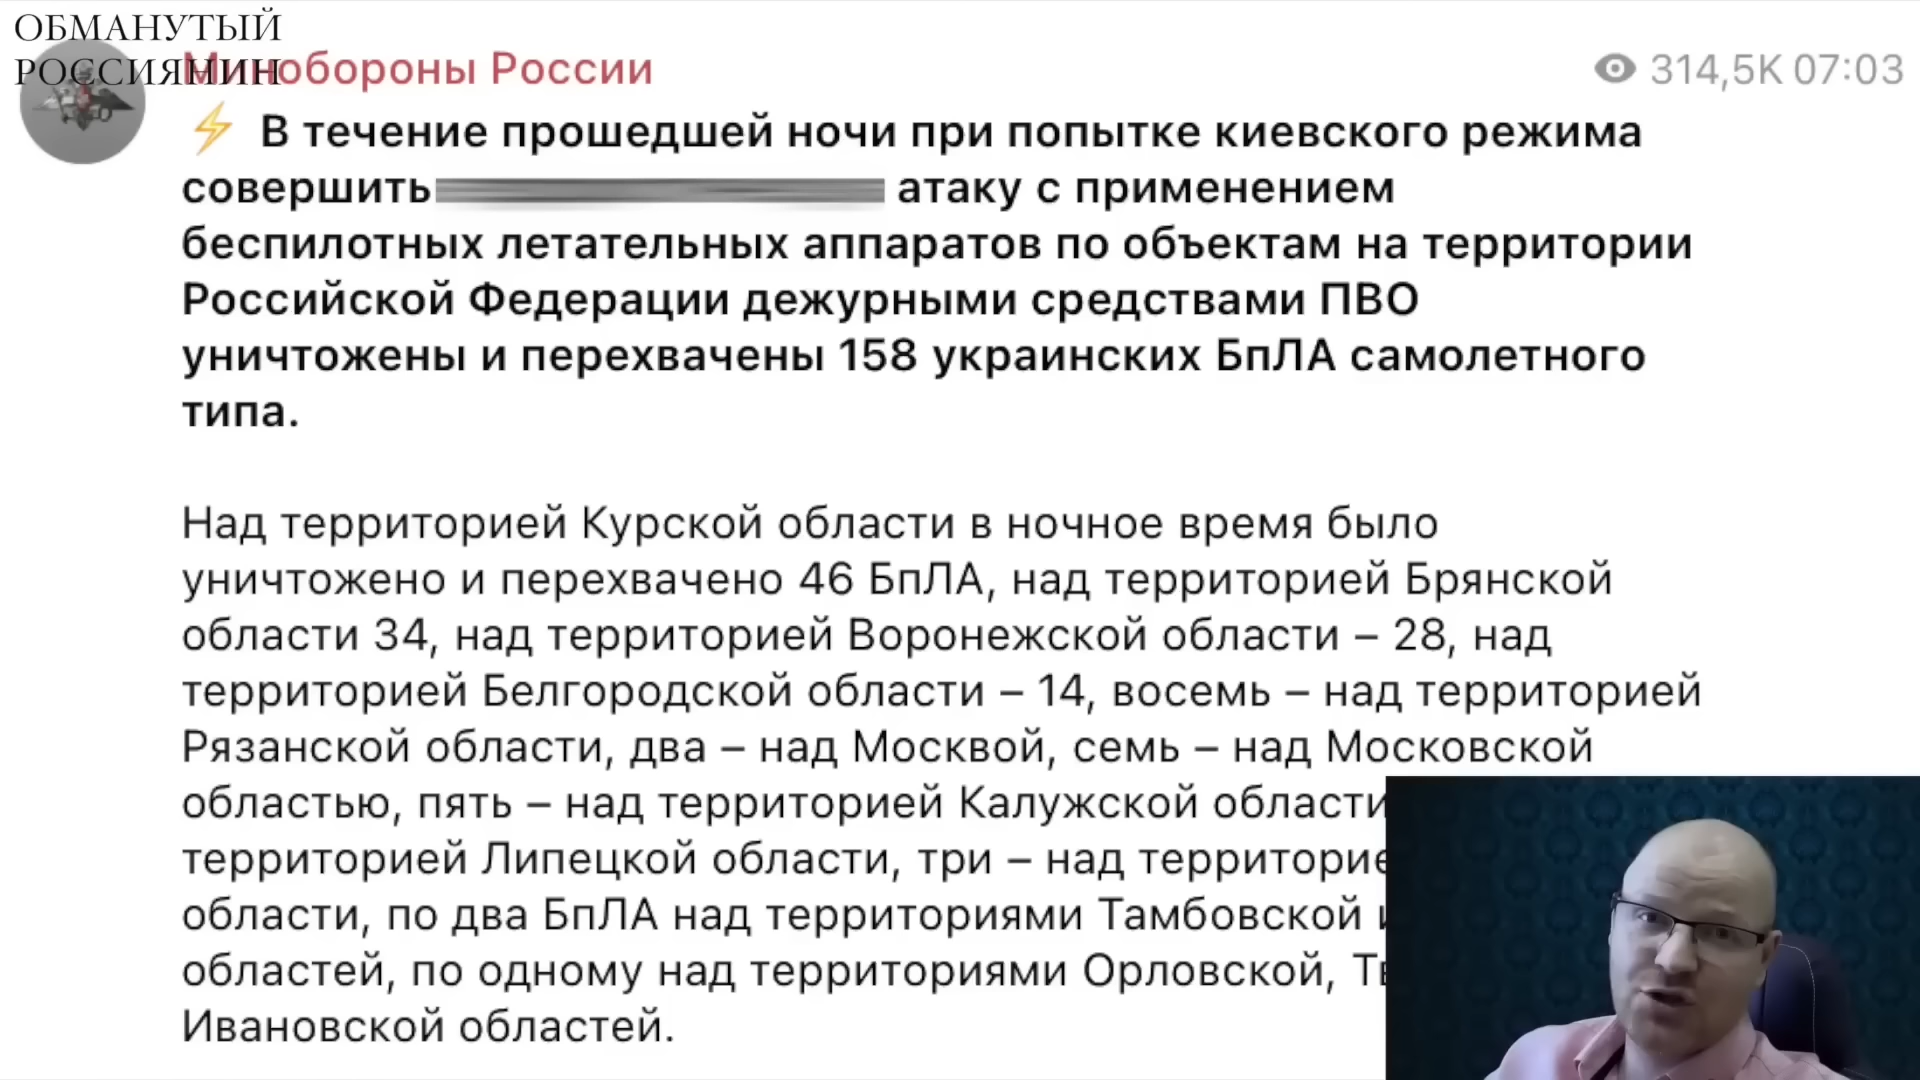 ОБМАНУТЫЙ
РОССИЯНИН
Минобороны России
314,5K 07:03
⚡ В течение прошедшей ночи при попытке киевского режима
совершить атаку с применением
беспилотных летательных аппаратов по объектам на территории
Российской Федерации дежурными средствами ПВО
уничтожены и перехвачены 158 украинских БпЛА самолетного
типа.
Над территорией Курской области в ночное время было
уничтожено и перехвачено 46 БпЛА, над территорией Брянской
области 34, над территорией Воронежской области – 28, над
территорией Белгородской области – 14, восемь – над территорией
Рязанской области, два – над Москвой, семь – над Московской
областью, пять – над территорией Калужской области
территорией Липецкой области, три – над
области, по два БпЛА над территориями Тамбовской
областей, по одному над территориями Орловской,
Ивановской областей.